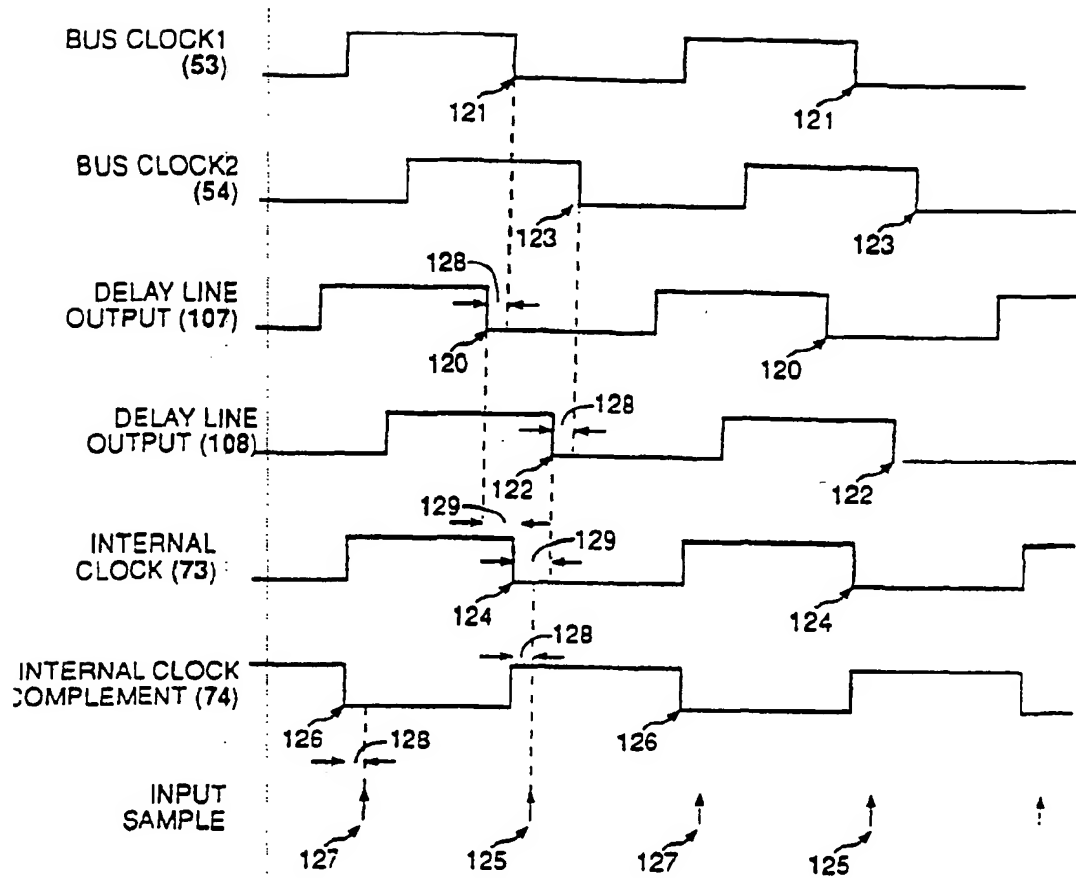 BUS CLOCK1
(53)
121
121
BUS CLOCK2
(54)
123
123
128
DELAY LINE
OUTPUT (107)
120
120
128
DELAY LINE
OUTPUT (108)
122
122
129
129
INTERNAL
CLOCK (73)
124
124
128
INTERNAL CLOCK
COMPLEMENT (74)
126
128
126
INPUT
SAMPLE
127
125
127
125